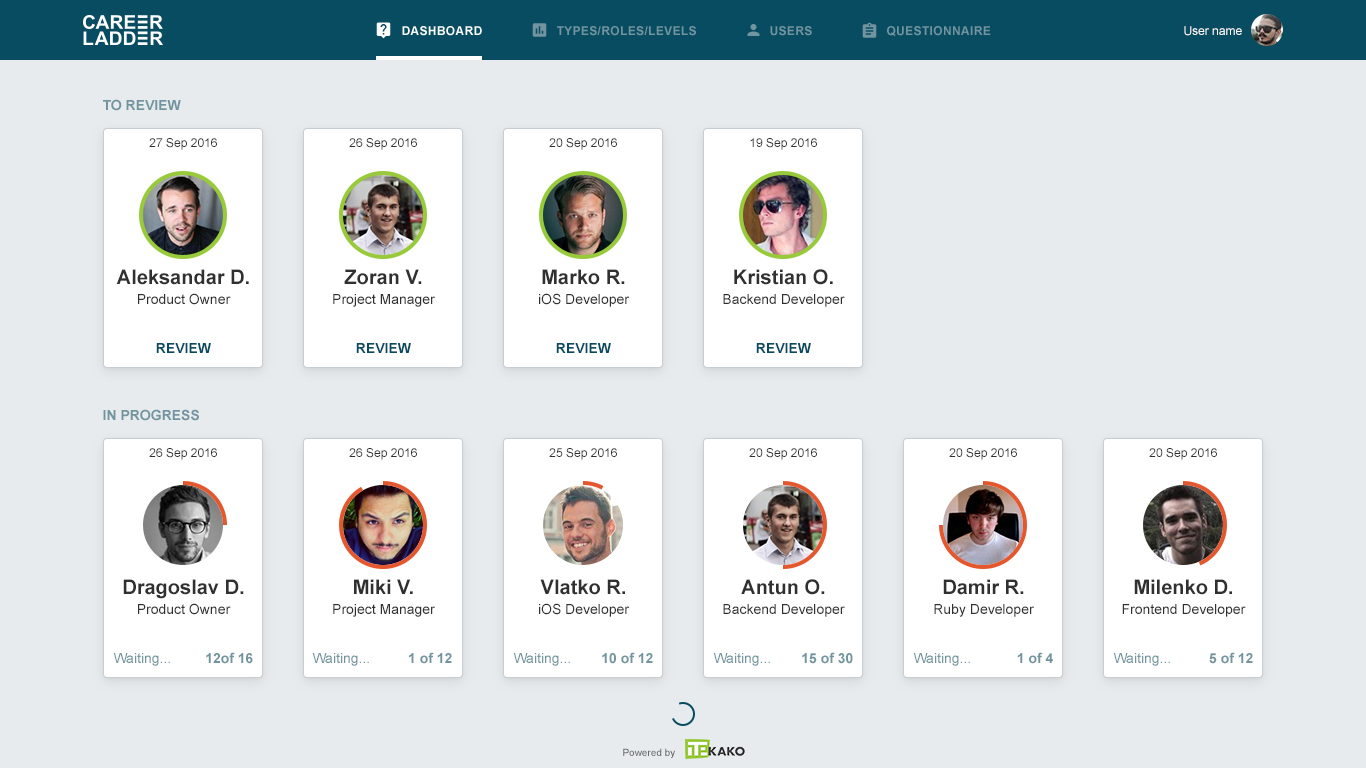 CAREER
LADDER
DASHBOARD
TYPES/ROLES/LEVELS
USERS
QUESTIONNAIRE
User name
TO REVIEW
27 Sep 2016
Aleksandar D.
Product Owner
REVIEW
26 Sep 2016
Zoran V.
Project Manager
REVIEW
20 Sep 2016
Marko R.
iOS Developer
REVIEW
19 Sep 2016
Kristian O.
Backend Developer
REVIEW
IN PROGRESS
26 Sep 2016
Dragoslav D.
Product Owner
Waiting... 12of 16
26 Sep 2016
Miki V.
Project Manager
Waiting... 1 of 12
25 Sep 2016
Vlatko R.
iOS Developer
Waiting... 10 of 12
20 Sep 2016
Antun O.
Backend Developer
Waiting... 15 of 30
20 Sep 2016
Damir R.
Ruby Developer
Waiting... 1 of 4
20 Sep 2016
Milenko D.
Frontend Developer
Waiting... 5 of 12
Powered by TEKAKO